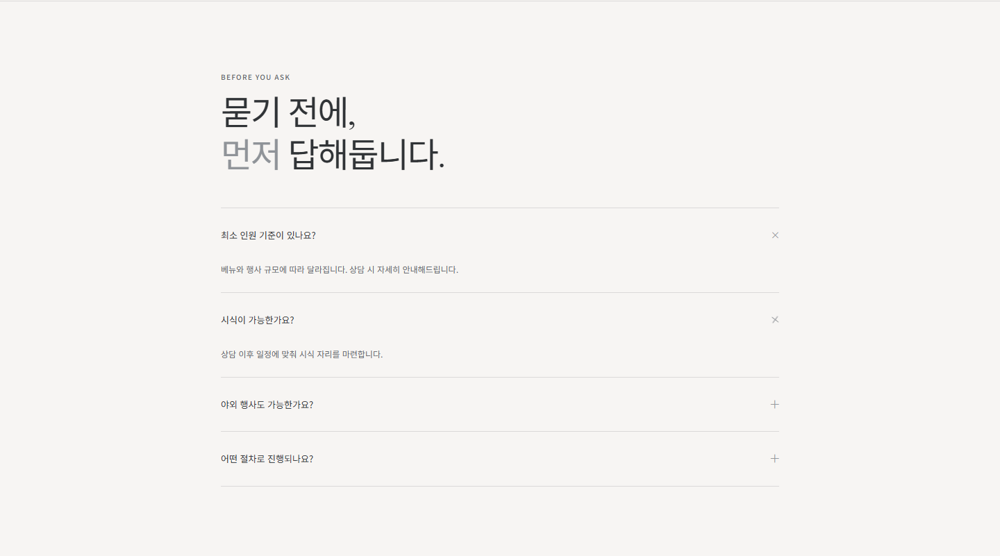 BEFORE YOU ASK
묻기 전에,
먼저 답해둡니다.
최소 인원 기준이 있나요?
베뉴와 행사 규모에 따라 달라집니다. 상담 시 자세히 안내해드립니다.
시식이 가능한가요?
상담 이후 일정에 맞춰 시식 자리를 마련합니다.
야외 행사도 가능한가요?
어떤 절차로 진행되나요?